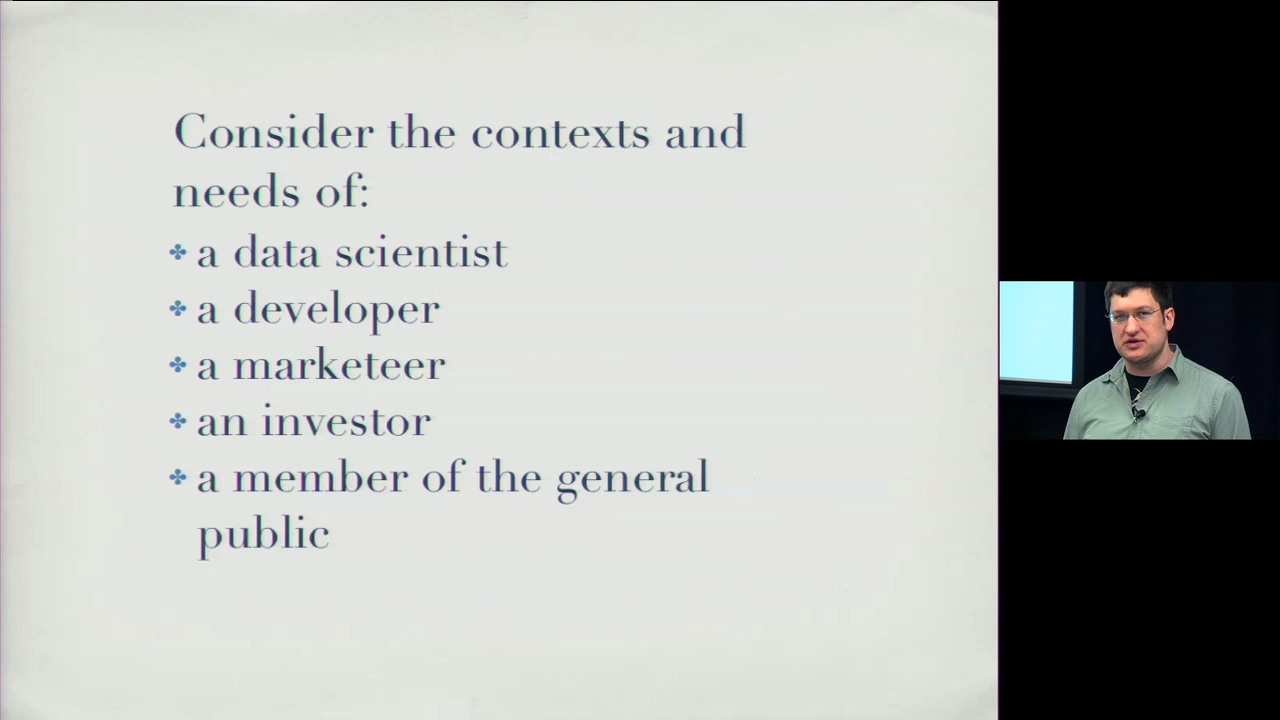 Consider the contexts and
needs of:
a data scientist
a developer
a marketeer
an investor
a member of the general
public